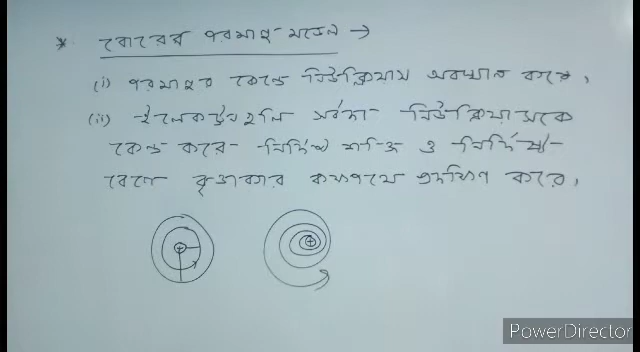 * বোরের পরমাণু মডেল →
(i) পরমাণুর কেন্দ্রে নিউক্লিয়াস অবস্থান করে,
(ii) ইলেকট্রনগুলি সর্বদা নিউক্লিয়াসকে
কেন্দ্র করে নির্দিষ্ট শক্তি ও নির্দিষ্ট
বেগে বৃত্তাকার কক্ষপথে প্রদক্ষিণ করে,
PowerDirector